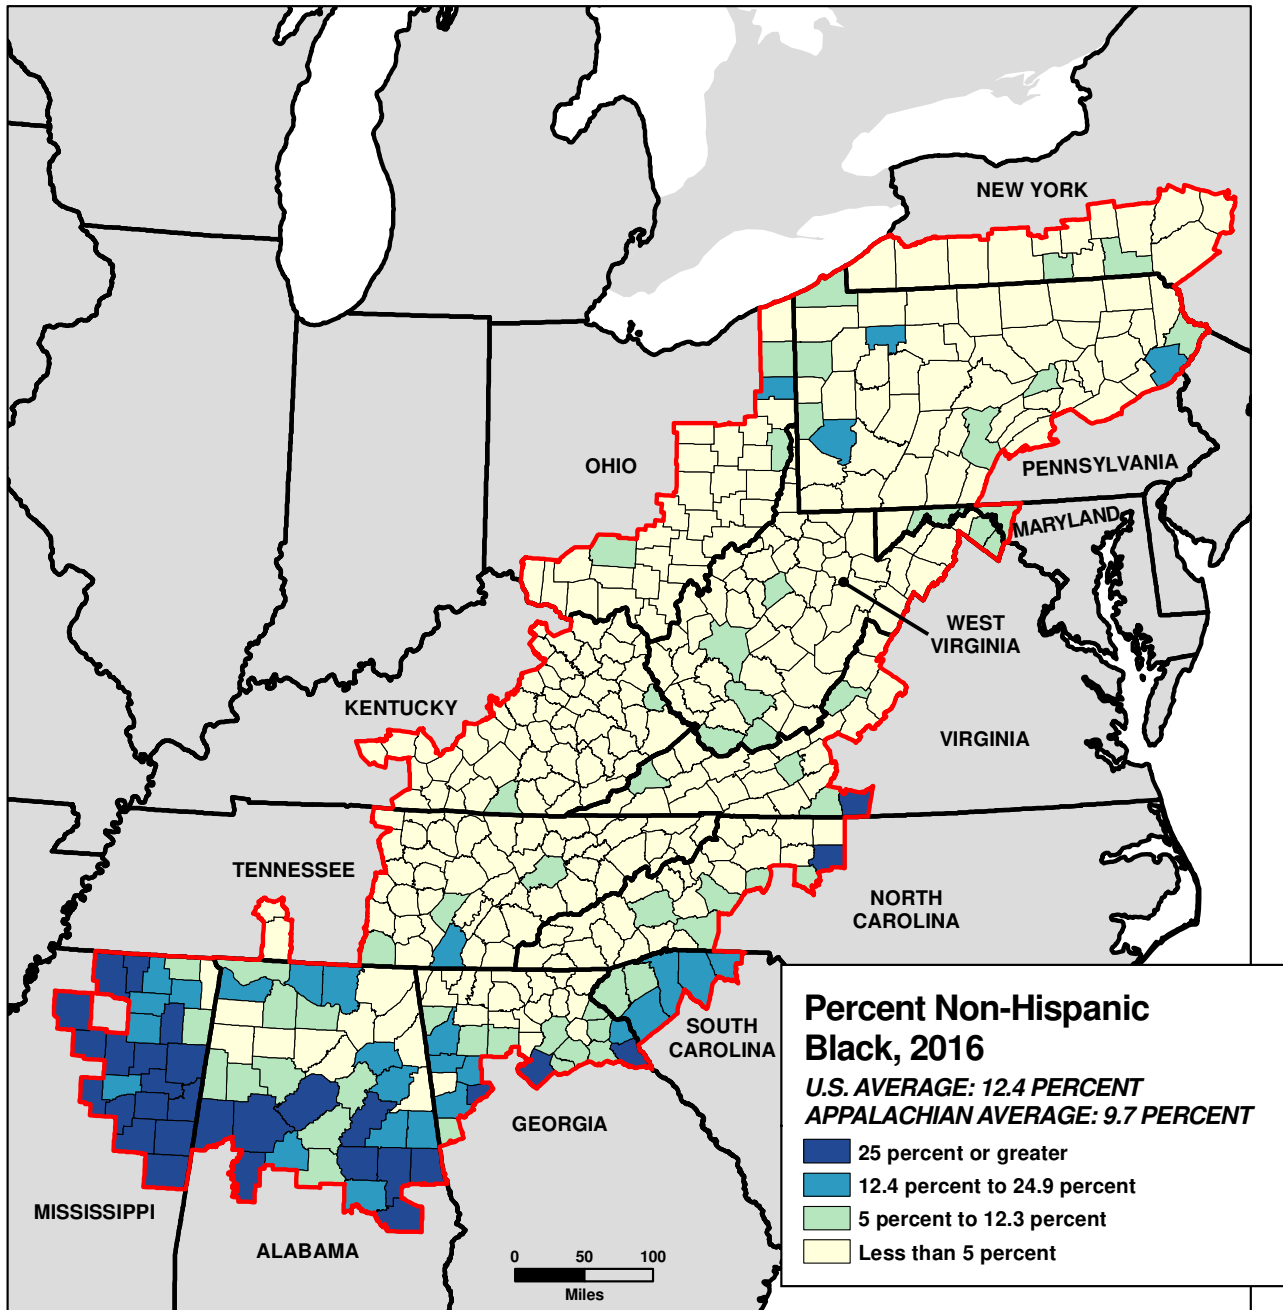 NEW YORK
OHIO
PENNSYLVANIA
MARYLAND
WEST
VIRGINIA
KENTUCKY
VIRGINIA
TENNESSEE
NORTH
CAROLINA
SOUTH
CAROLINA
GEORGIA
MISSISSIPPI
ALABAMA
0 50 100
Miles
Percent Non-Hispanic
Black, 2016
U.S. AVERAGE: 12.4 PERCENT
APPALACHIAN AVERAGE: 9.7 PERCENT
25 percent or greater
12.4 percent to 24.9 percent
5 percent to 12.3 percent
Less than 5 percent